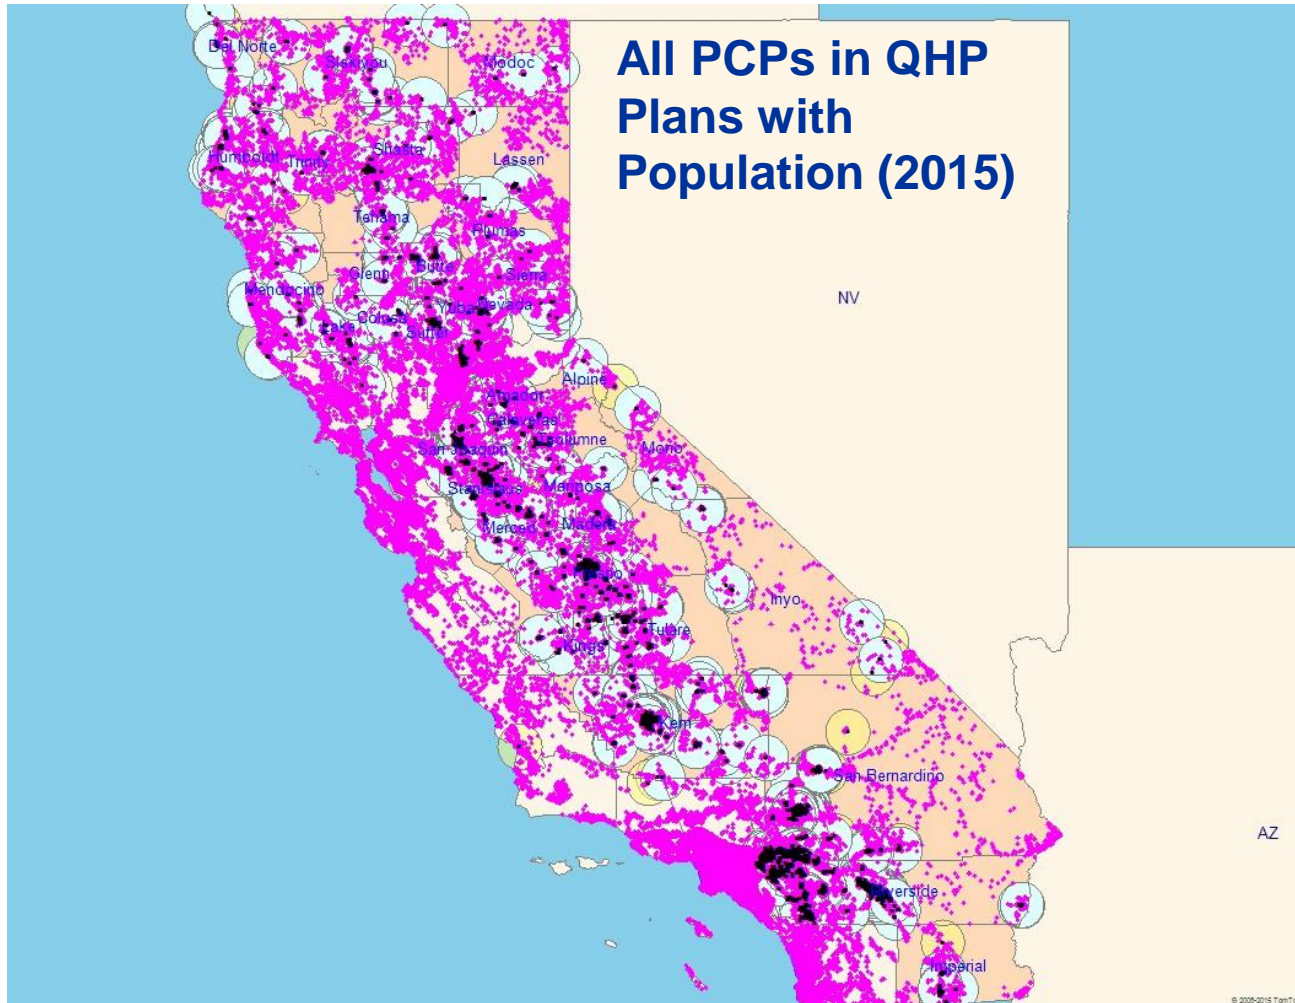 All PCPs in QHP
Plans with
Population (2015)
Del Norte
Siskiyou
Modoc
Humboldt
Trinity
Shasta
Lassen
Tehama
Plumas
Glenn
Butte
Sierra
Mendocino
Lake
Colusa
Sutter
Yuba
Nevada
NV
Alpine
Amador
Calaveras
San Joaquin
Tuolumne
Mono
Stanislaus
Mariposa
Merced
Madera
Fresno
Inyo
Kings
Tulare
Kern
San Bernardino
AZ
Riverside
Imperial